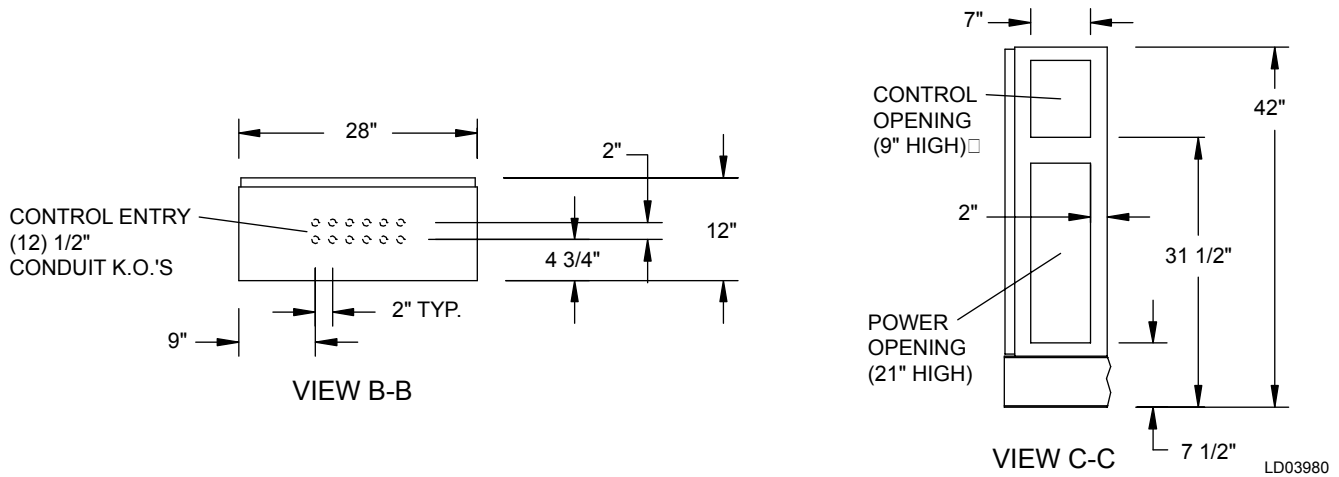 28"
2"
CONTROL ENTRY
(12) 1/2"
CONDUIT K.O.'S
12"
4 3/4"
2" TYP.
9"
VIEW B-B
7"
CONTROL
OPENING
(9" HIGH)□
42"
2"
31 1/2"
POWER
OPENING
(21" HIGH)
7 1/2"
VIEW C-C
LD03980